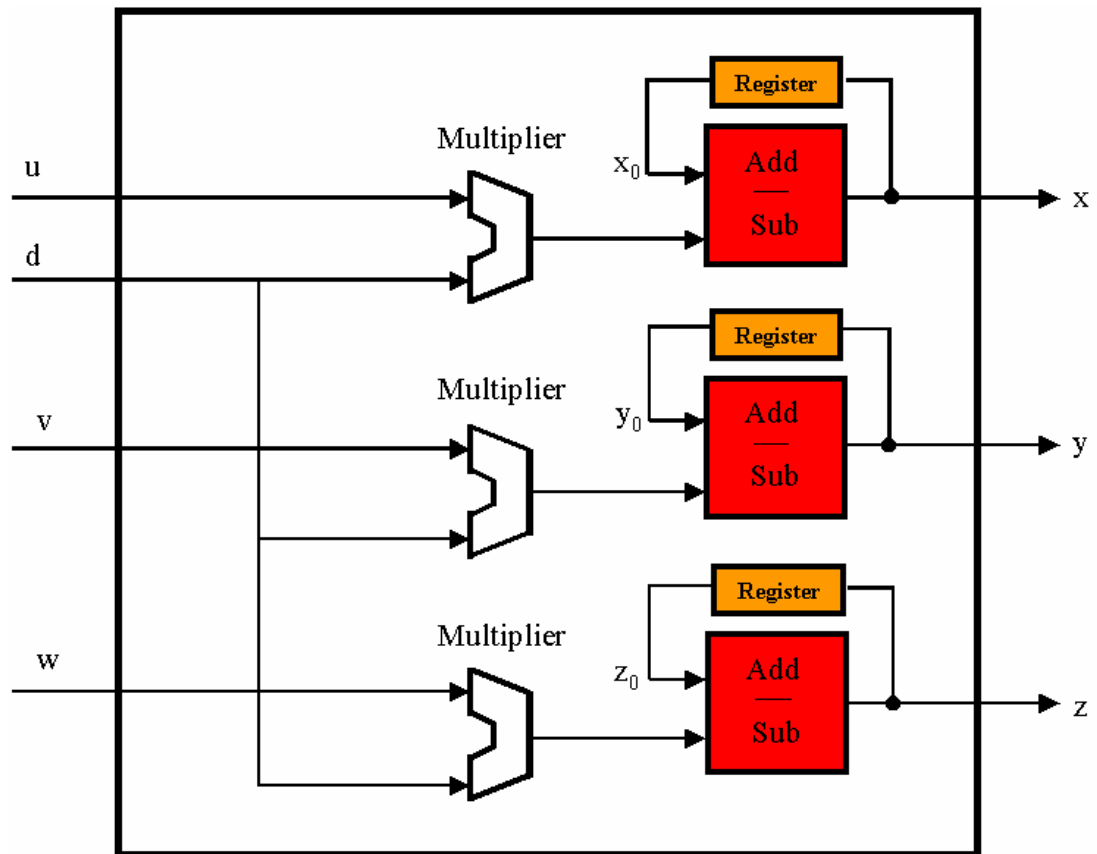 Register
Multiplier
x₀
Add
Sub
u
x
d
Register
Multiplier
y₀
Add
Sub
v
y
Register
Multiplier
z₀
Add
Sub
w
z